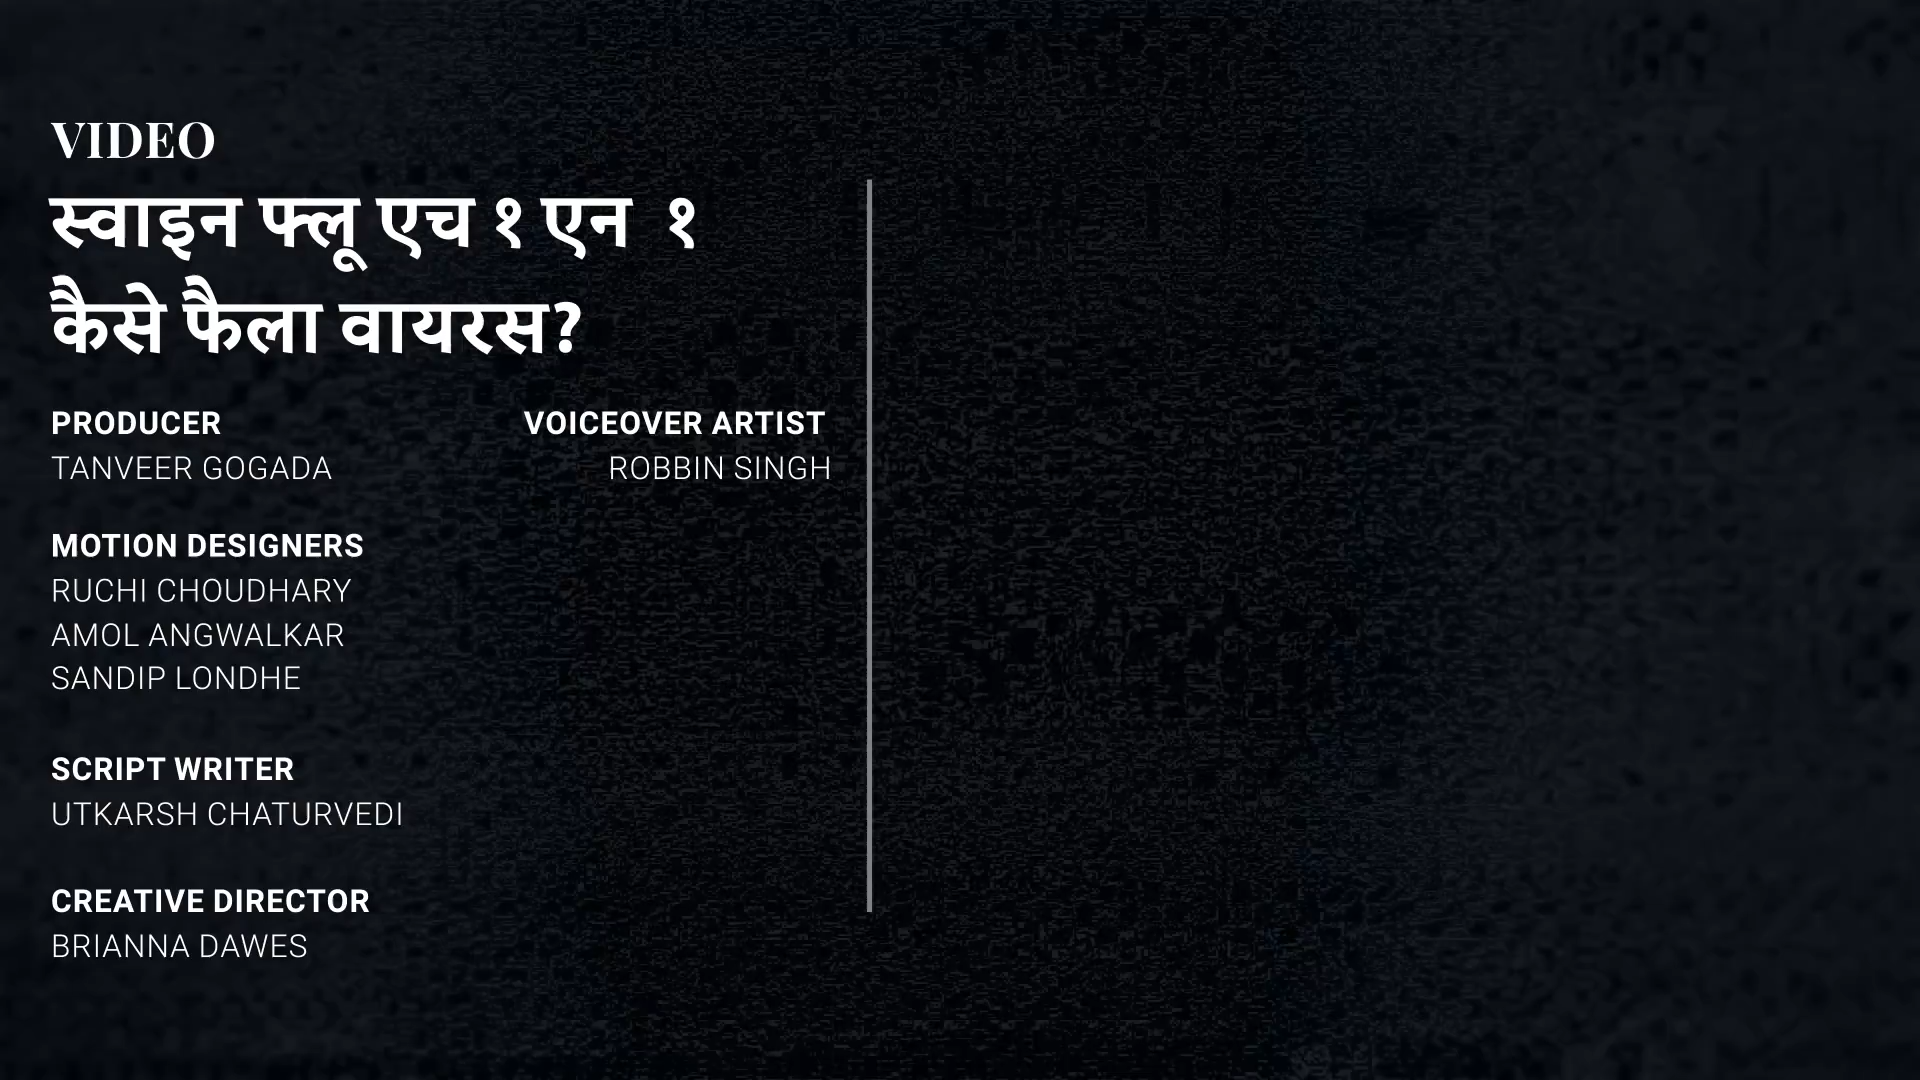 VIDEO
स्वाइन फ्लू एच १ एन १
कैसे फैला वायरस?
PRODUCER
TANVEER GOGADA
VOICEOVER ARTIST
ROBBIN SINGH
MOTION DESIGNERS
RUCHI CHOUDHARY
AMOL ANGWALKAR
SANDIP LONDHE
SCRIPT WRITER
UTKARSH CHATURVEDI
CREATIVE DIRECTOR
BRIANNA DAWES